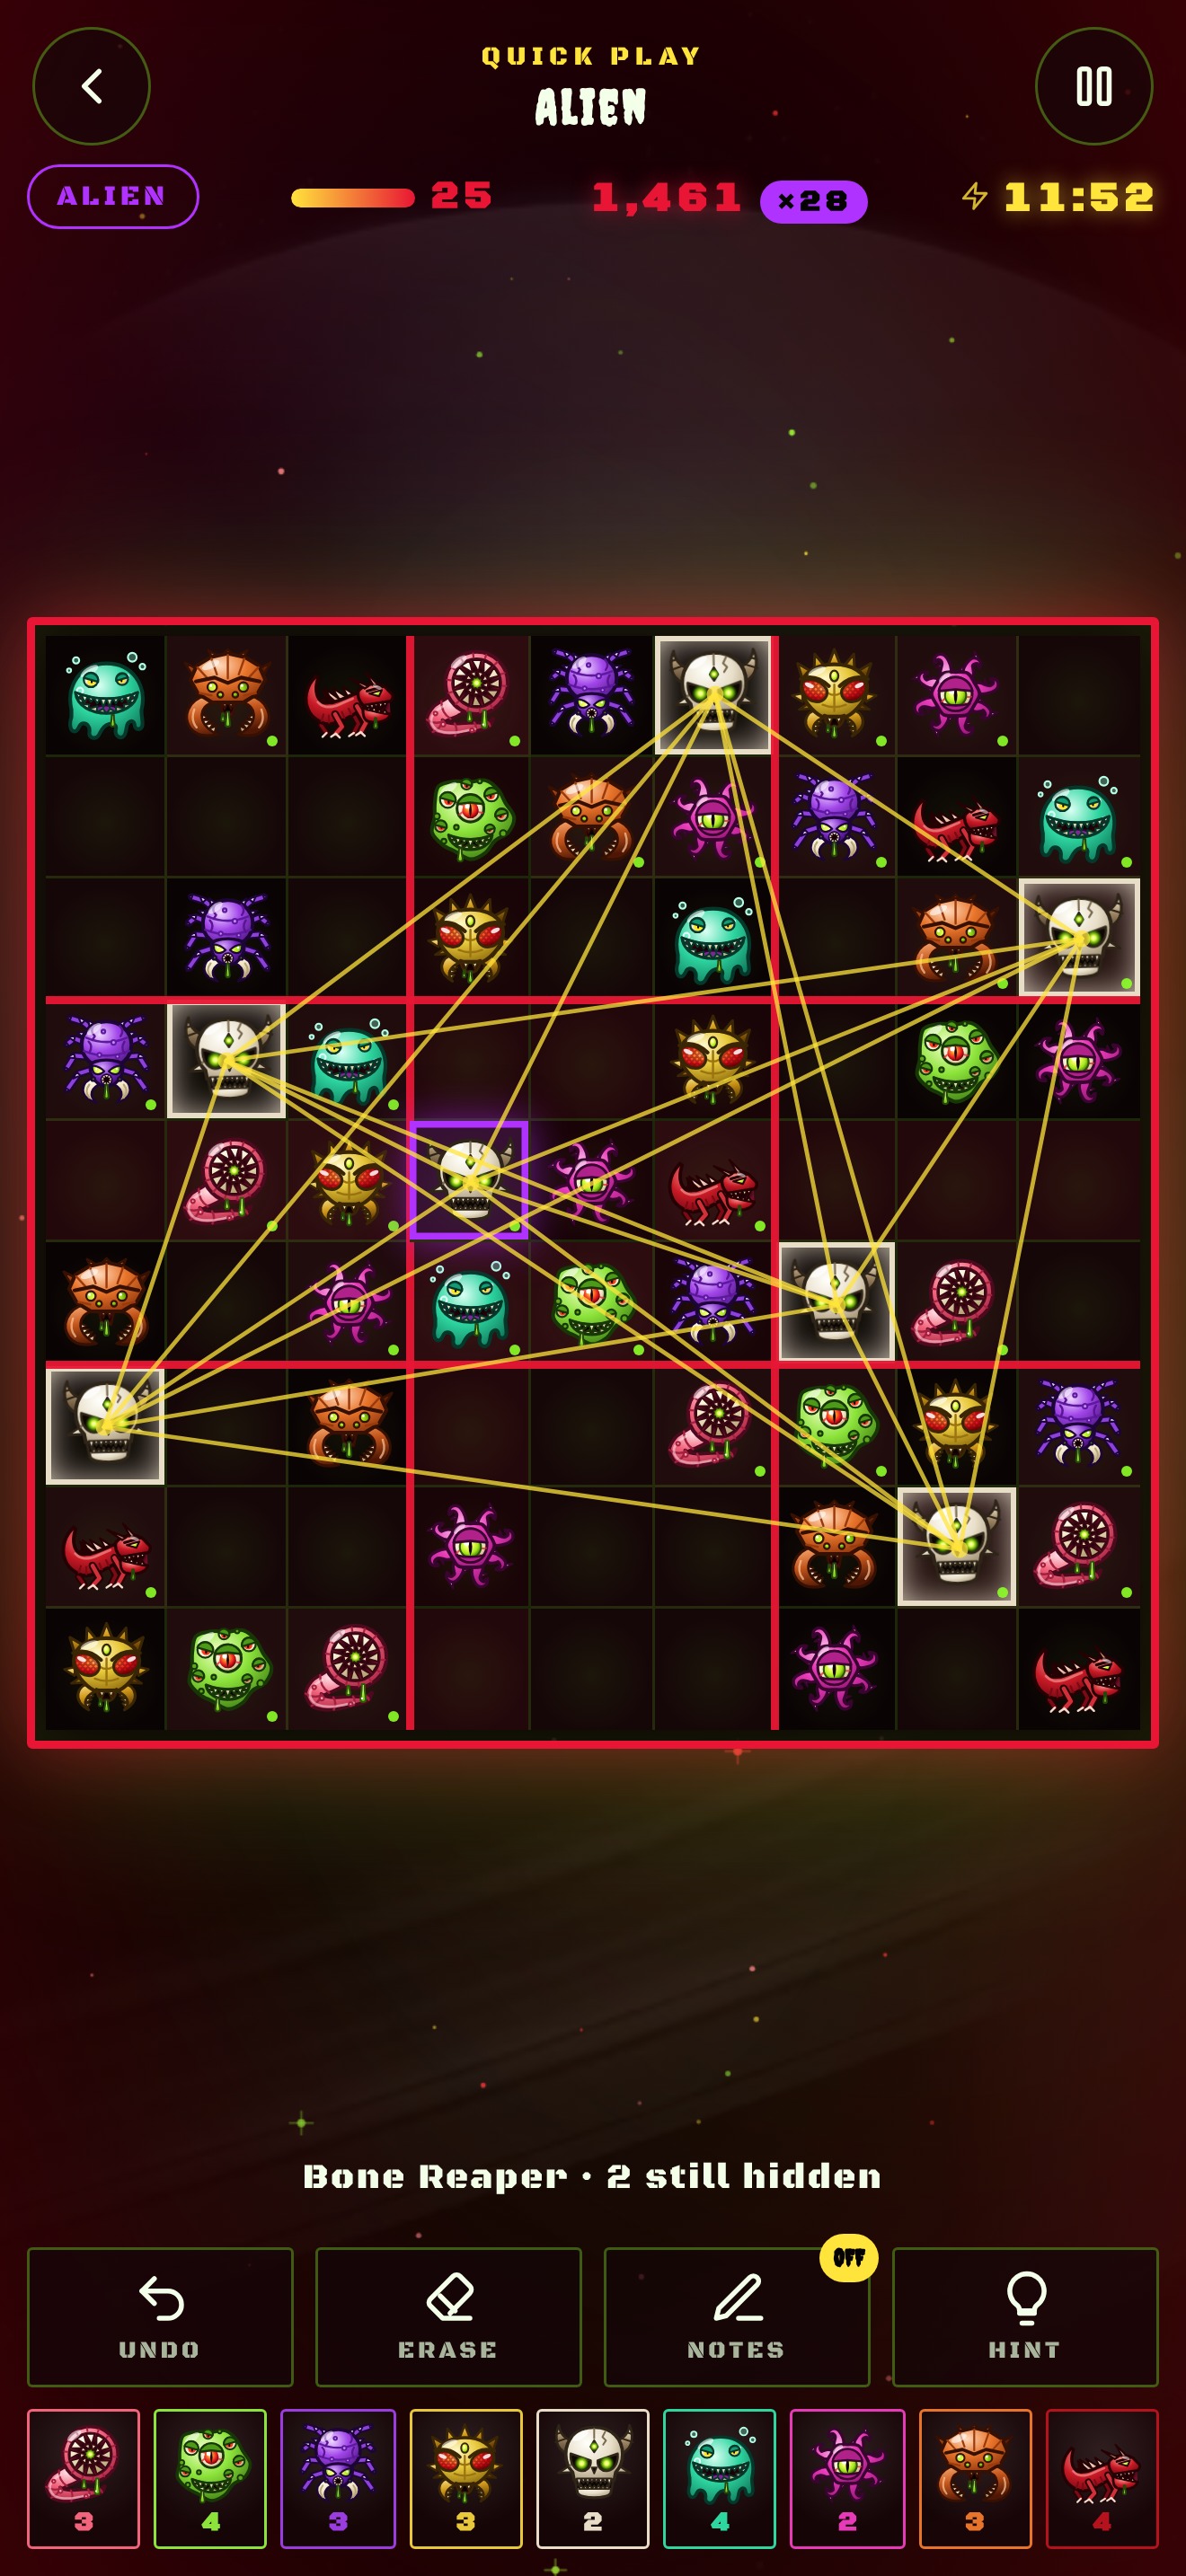 QUICK PLAY
ALIEN
ALIEN 25 1,461 ×28 11:52
Bone Reaper · 2 still hidden
OFF
UNDO ERASE NOTES HINT
3 4 3 3 2 4 2 3 4